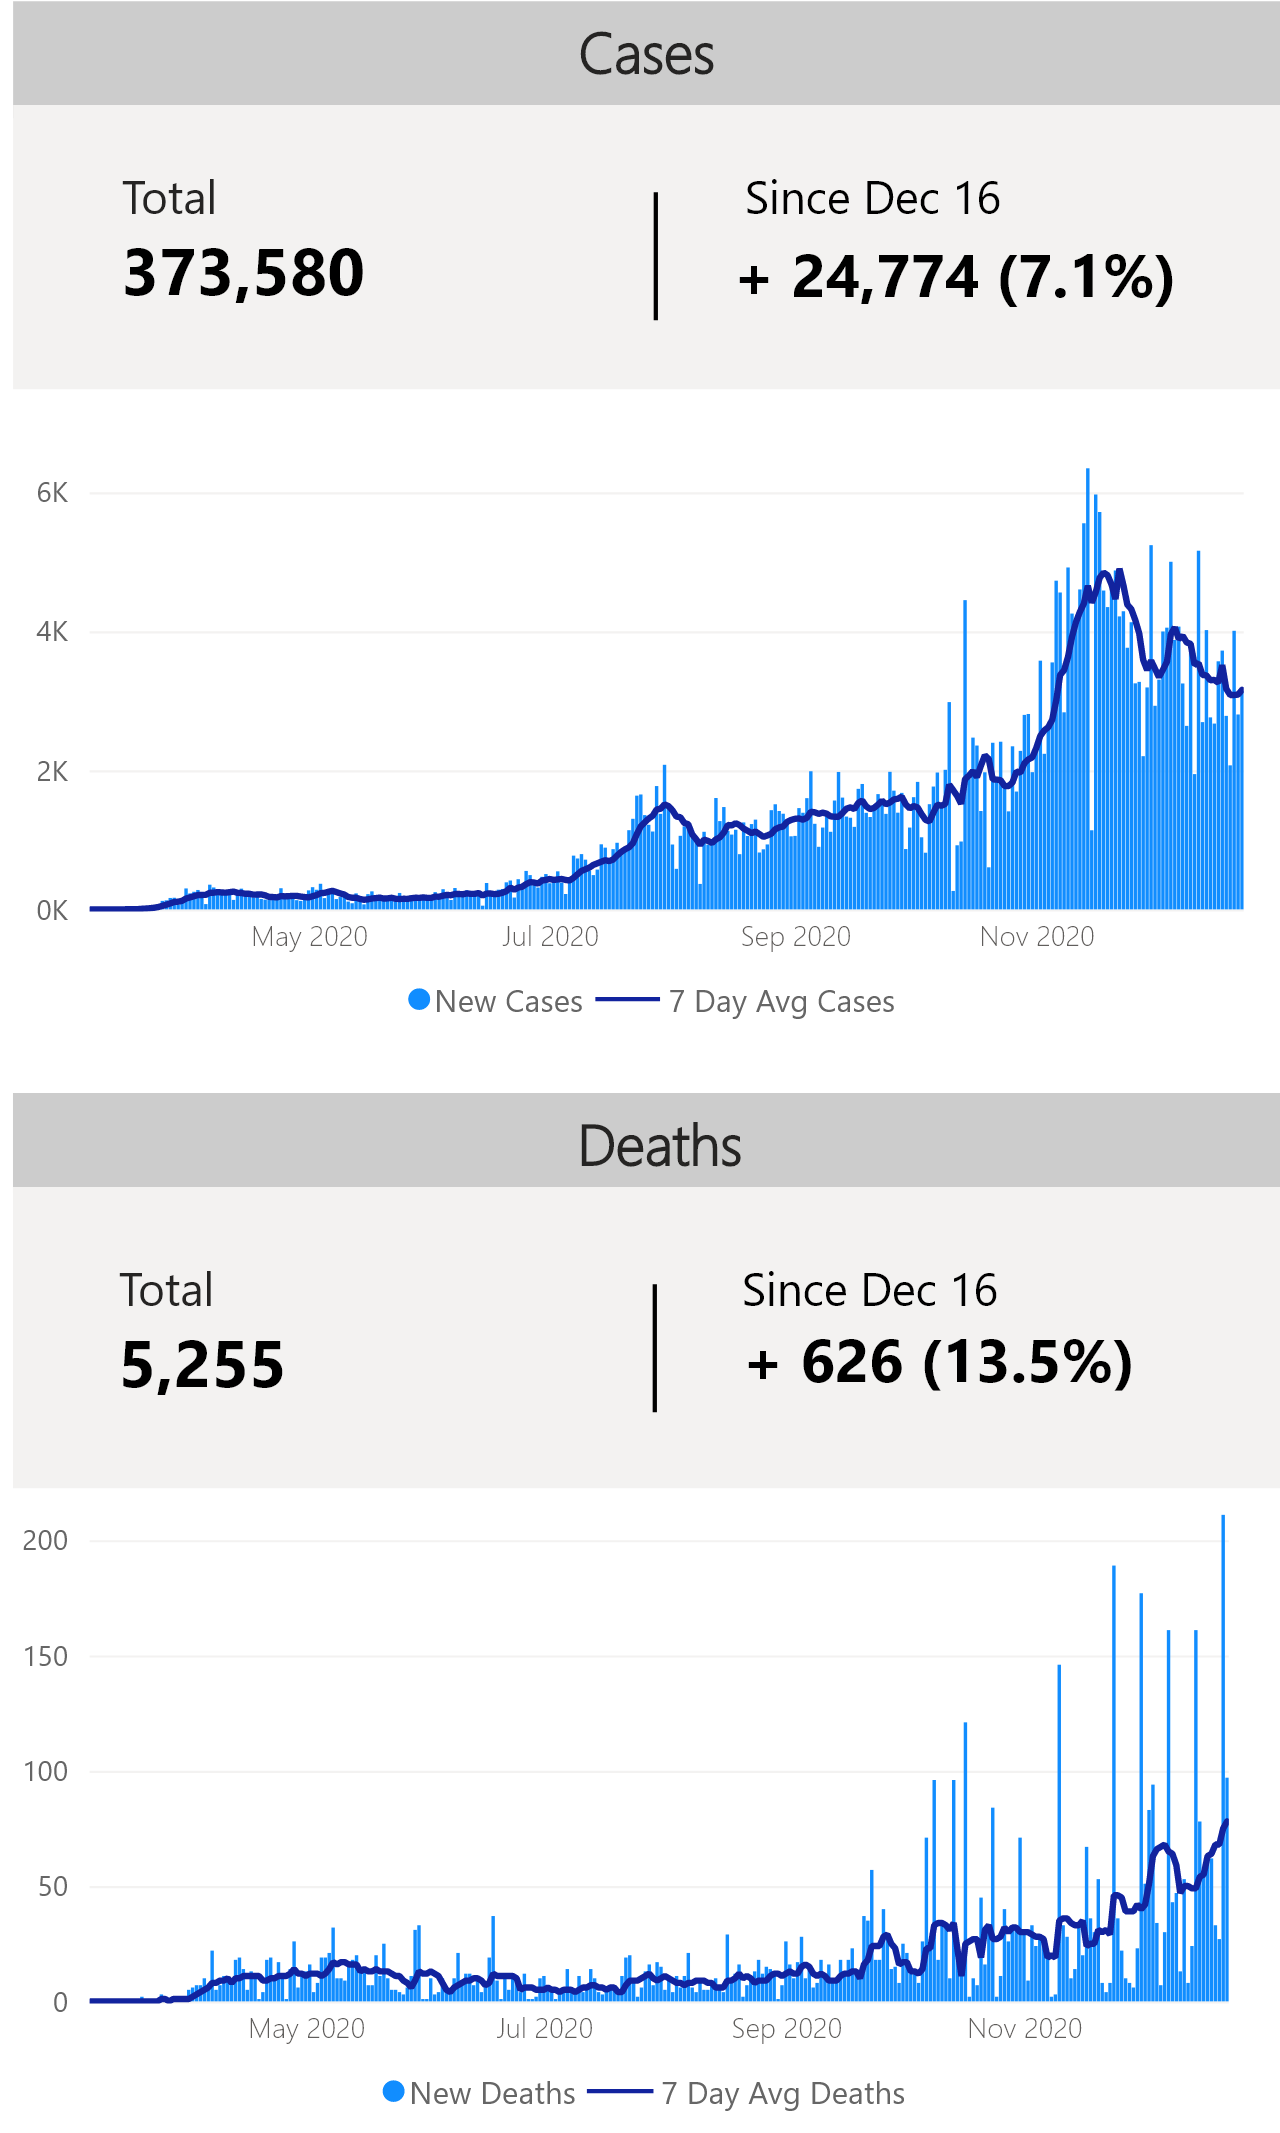 Cases
Total
Since Dec 16
373,580
+ 24,774 (7.1%)
6K
4K
2K
0K
May 2020
Jul 2020
Sep 2020
Nov 2020
New Cases
7 Day Avg Cases
Deaths
Total
Since Dec 16
5,255
+ 626 (13.5%)
200
150
100
50
0
May 2020
Jul 2020
Sep 2020
Nov 2020
New Deaths
7 Day Avg Deaths